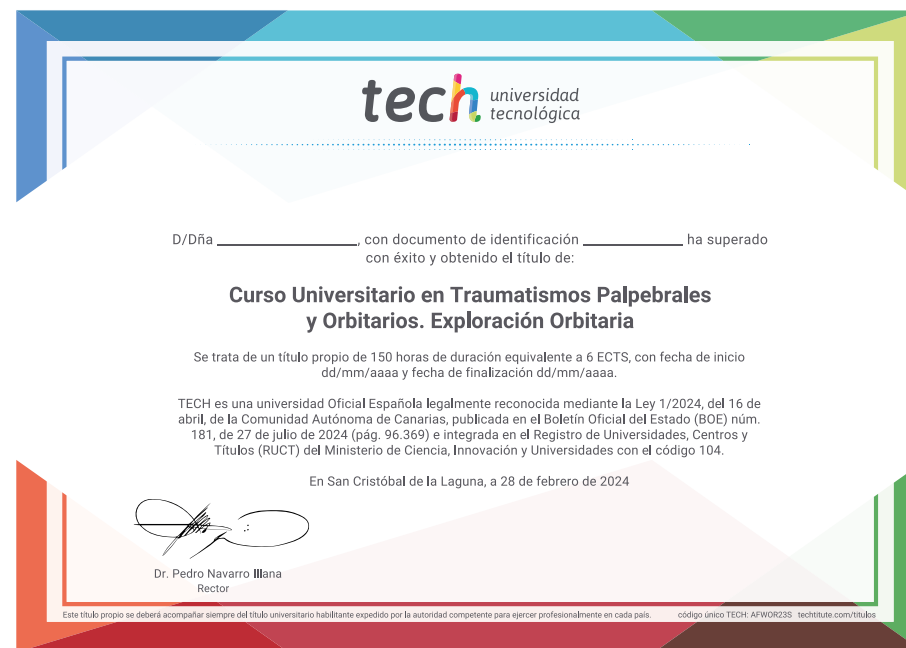 tech universidad
tecnológica
D/Dña ____________________, con documento de identificación ______________ ha superado
con éxito y obtenido el título de:
Curso Universitario en Traumatismos Palpebrales
y Orbitarios. Exploración Orbitaria
Se trata de un título propio de 150 horas de duración equivalente a 6 ECTS, con fecha de inicio
dd/mm/aaaa y fecha de finalización dd/mm/aaaa.
TECH es una universidad Oficial Española legalmente reconocida mediante la Ley 1/2024, del 16 de
abril, de la Comunidad Autónoma de Canarias, publicada en el Boletín Oficial del Estado (BOE) núm.
181, de 27 de julio de 2024 (pág. 96.369) e integrada en el Registro de Universidades, Centros y
Títulos (RUCT) del Ministerio de Ciencia, Innovación y Universidades con el código 104.
En San Cristóbal de la Laguna, a 28 de febrero de 2024
Dr. Pedro Navarro Illana
Rector
Este título propio se deberá acompañar siempre del título universitario habilitante expedido por la autoridad competente para ejercer profesionalmente en cada país. código único TECH: AFWOR23S techtitute.com/titulos